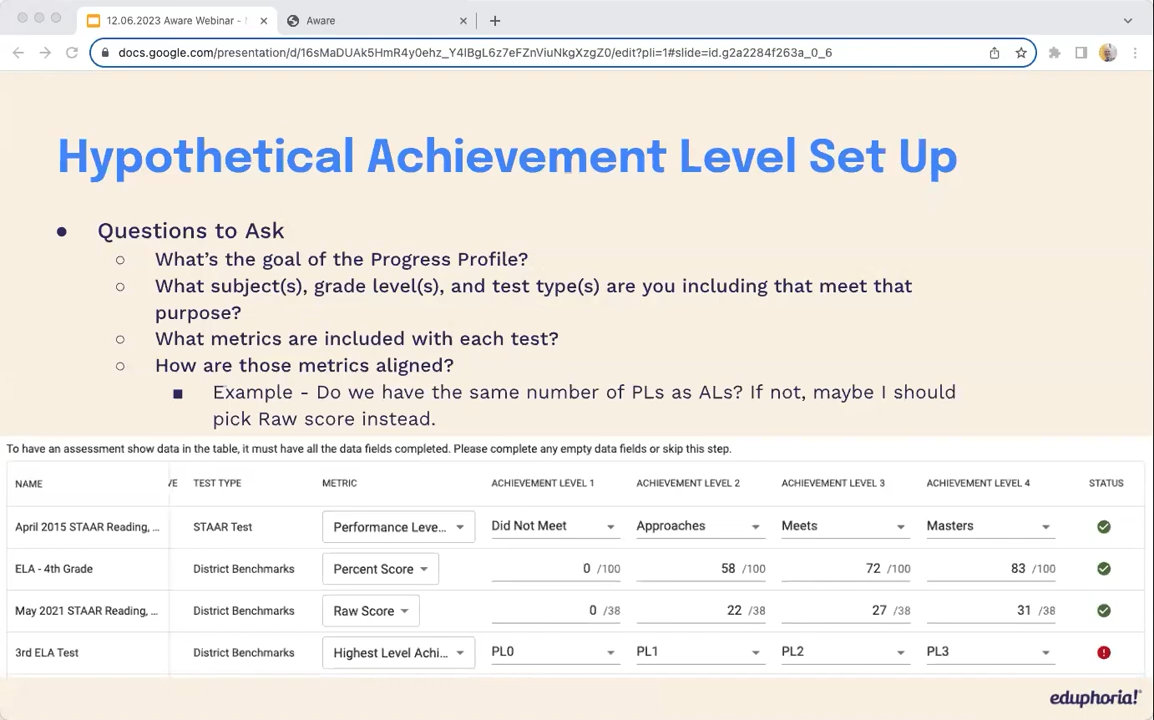 12.06.2023 Aware Webinar -
Aware
docs.google.com/presentation/d/16sMaDUAk5HmR4y0ehz_Y4lBgL6z7eFZnViuNkgXzgZ0/edit?pli=1#slide=id.g2a2284f263a_0_6
Hypothetical Achievement Level Set Up
Questions to Ask
What's the goal of the Progress Profile?
What subject(s), grade level(s), and test type(s) are you including that meet that
purpose?
What metrics are included with each test?
How are those metrics aligned?
Example - Do we have the same number of PLs as ALs? If not, maybe I should
pick Raw score instead.
To have an assessment show data in the table, it must have all the data fields completed. Please complete any empty data fields or skip this step.
NAME VE TEST TYPE METRIC ACHIEVEMENT LEVEL 1 ACHIEVEMENT LEVEL 2 ACHIEVEMENT LEVEL 3 ACHIEVEMENT LEVEL 4 STATUS
April 2015 STAAR Reading, ... STAAR Test Performance Leve... Did Not Meet Approaches Meets Masters
ELA - 4th Grade District Benchmarks Percent Score 0 /100 58 /100 72 /100 83 /100
May 2021 STAAR Reading, ... District Benchmarks Raw Score 0 /38 22 /38 27 /38 31 /38
3rd ELA Test District Benchmarks Highest Level Achi... PL0 PL1 PL2 PL3
eduphoria!